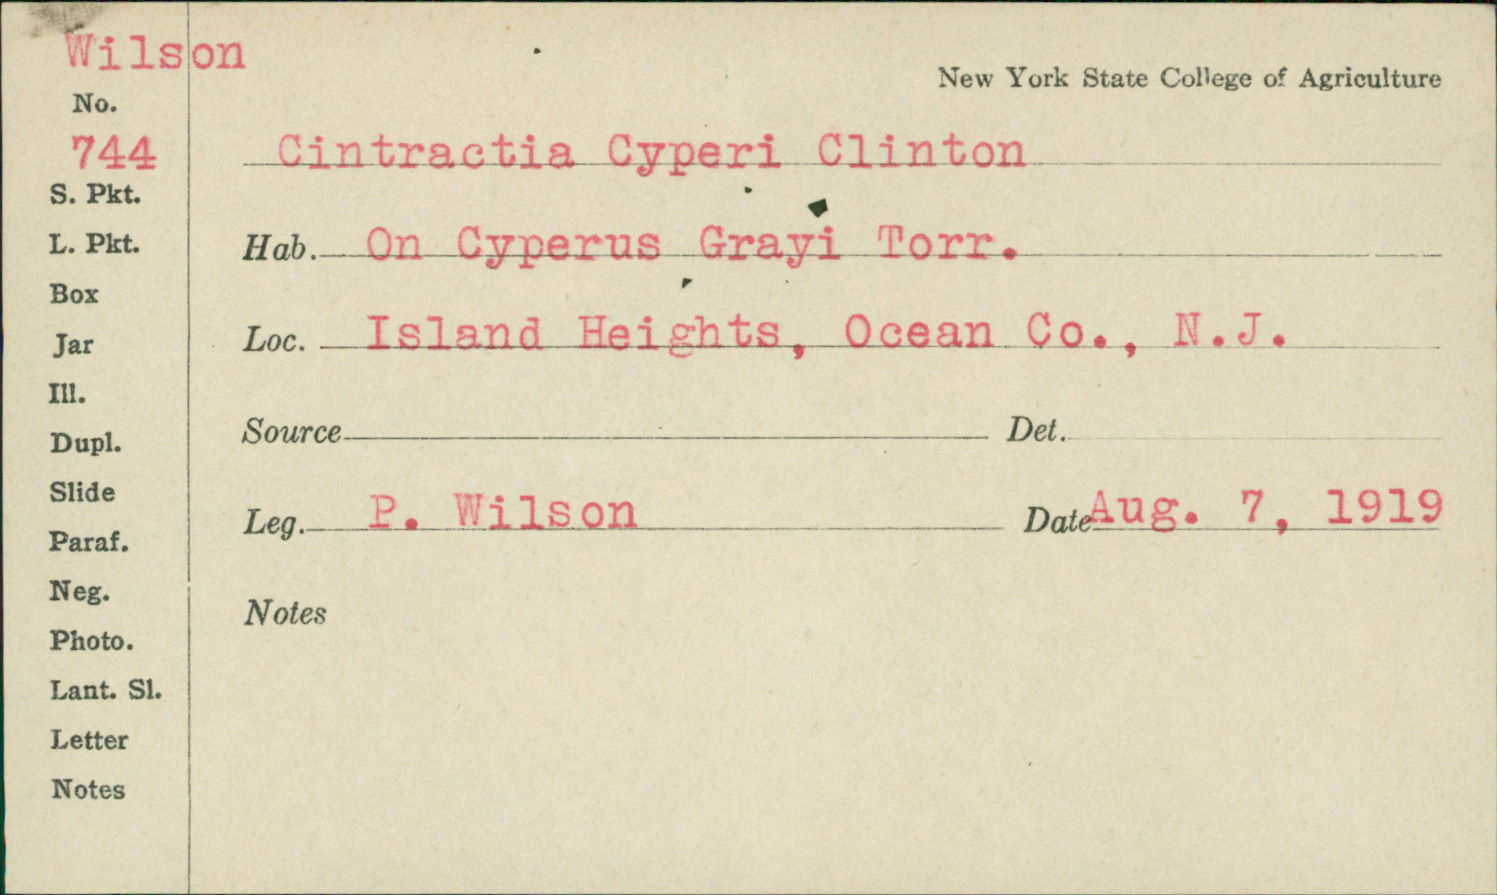 Wilson
New York State College of Agriculture
No.
744
Cintractia Cyperi Clinton
S. Pkt.
L. Pkt.
Hab. On Cyperus Grayi Torr.
Box
Jar
Loc. Island Heights, Ocean Co., N.J.
Ill.
Dupl.
Source Det.
Slide
Leg. P. Wilson Date Aug. 7, 1919
Paraf.
Neg.
Notes
Photo.
Lant. Sl.
Letter
Notes